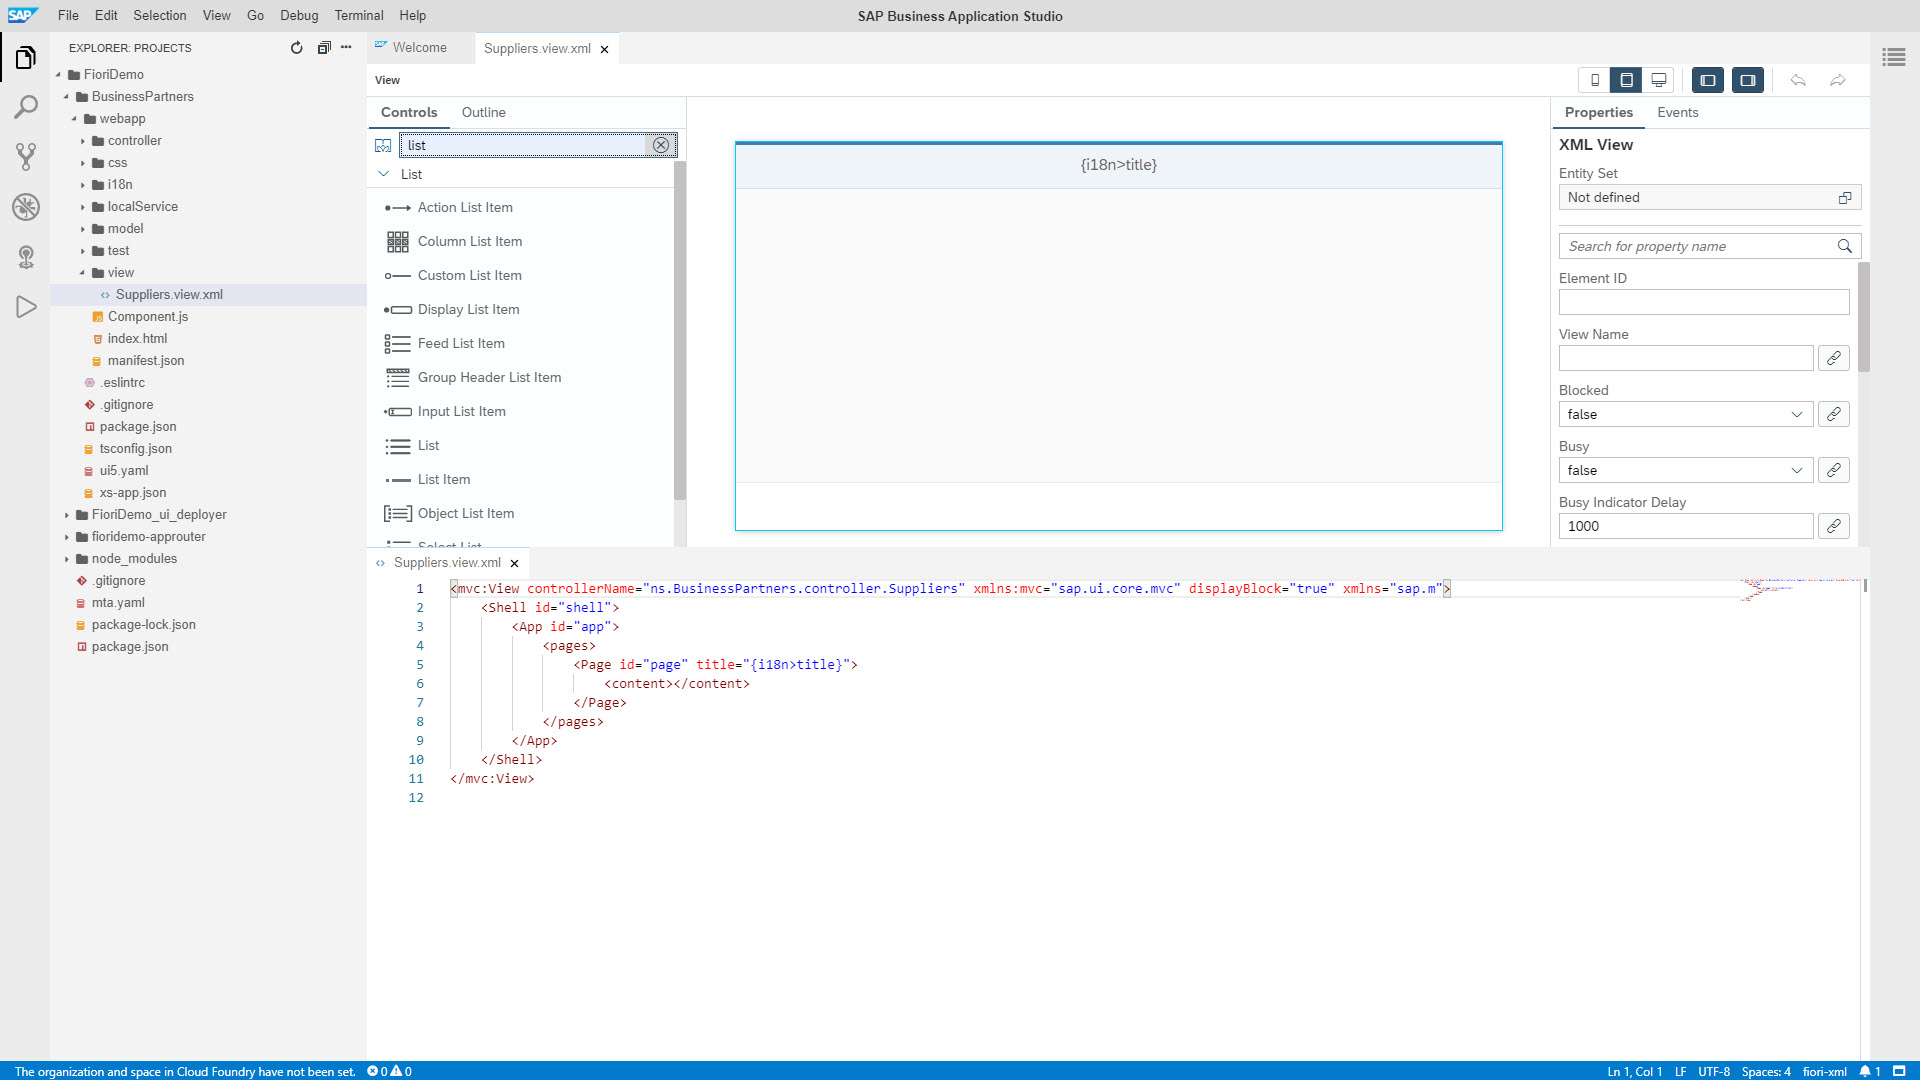 SAP File Edit Selection View Go Debug Terminal Help SAP Business Application Studio
EXPLORER: PROJECTS
FioriDemo
BusinessPartners
webapp
controller
css
i18n
localService
model
test
view
Suppliers.view.xml
Component.js
index.html
manifest.json
.eslintrc
.gitignore
package.json
tsconfig.json
ui5.yaml
xs-app.json
FioriDemo_ui_deployer
fioridemo-approuter
node_modules
.gitignore
mta.yaml
package-lock.json
package.json
Welcome Suppliers.view.xml
View
Controls Outline
list
List
Action List Item
Column List Item
Custom List Item
Display List Item
Feed List Item
Group Header List Item
Input List Item
List
List Item
Object List Item
Select List
{i18n>title}
Properties Events
XML View
Entity Set
Not defined
Search for property name
Element ID
View Name
Blocked
false
Busy
false
Busy Indicator Delay
1000
Suppliers.view.xml
1 <mvc:View controllerName="ns.BusinessPartners.controller.Suppliers" xmlns:mvc="sap.ui.core.mvc" displayBlock="true" xmlns="sap.m">
2 <Shell id="shell">
3 <App id="app">
4 <pages>
5 <Page id="page" title="{i18n>title}">
6 <content></content>
7 </Page>
8 </pages>
9 </App>
10 </Shell>
11 </mvc:View>
12
The organization and space in Cloud Foundry have not been set. 0 0 Ln 1, Col 1 LF UTF-8 Spaces: 4 fiori-xml 1